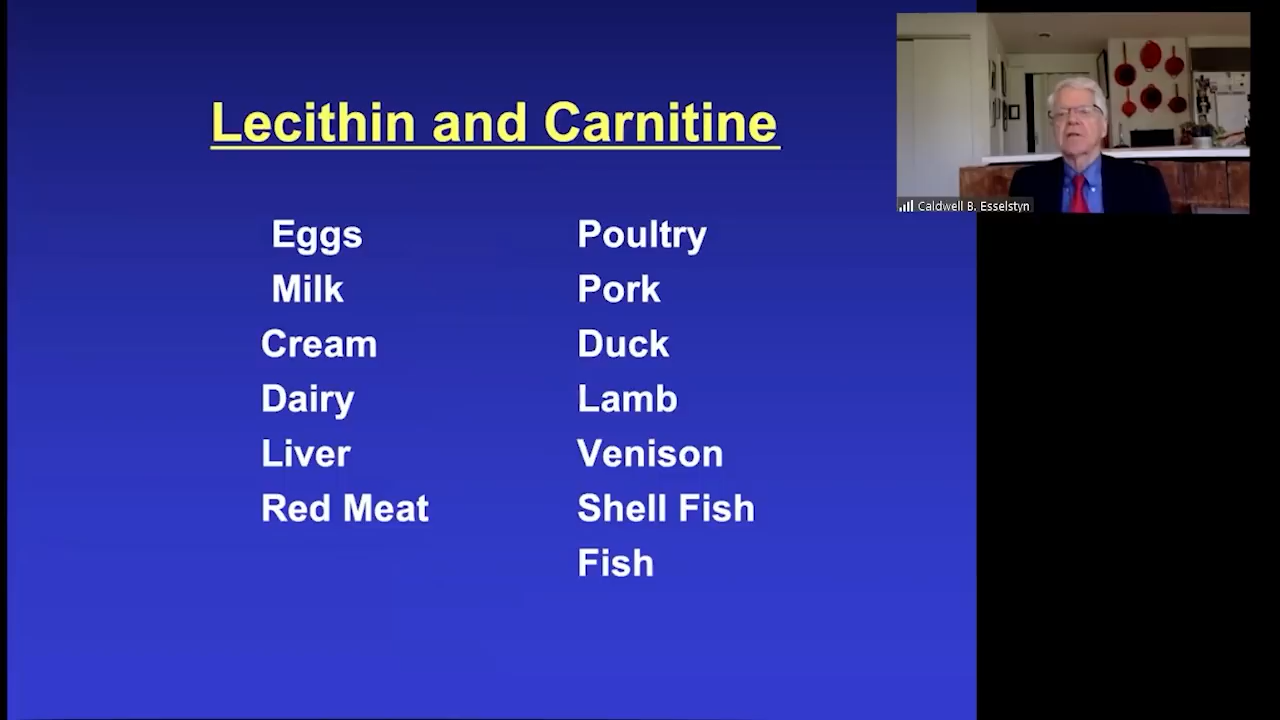 Lecithin and Carnitine
Eggs
Milk
Cream
Dairy
Liver
Red Meat
Poultry
Pork
Duck
Lamb
Venison
Shell Fish
Fish
Caldwell B. Esselstyn